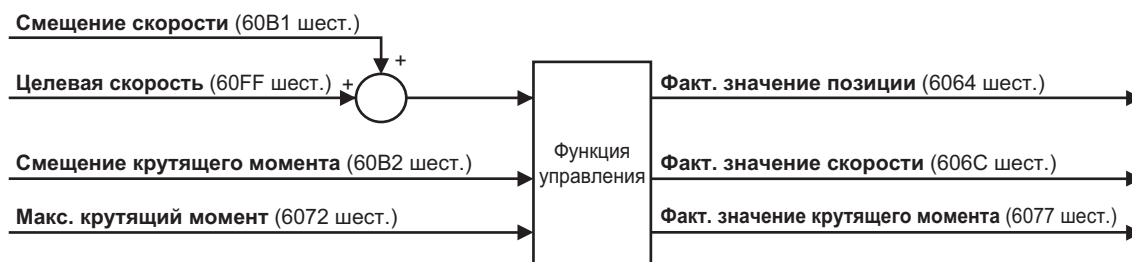 Смещение скорости (60B1 шест.)
+
Целевая скорость (60FF шест.) +
Факт. значение позиции (6064 шест.)
Функция
управления
Смещение крутящего момента (60B2 шест.)
Факт. значение скорости (606C шест.)
Макс. крутящий момент (6072 шест.)
Факт. значение крутящего момента (6077 шест.)